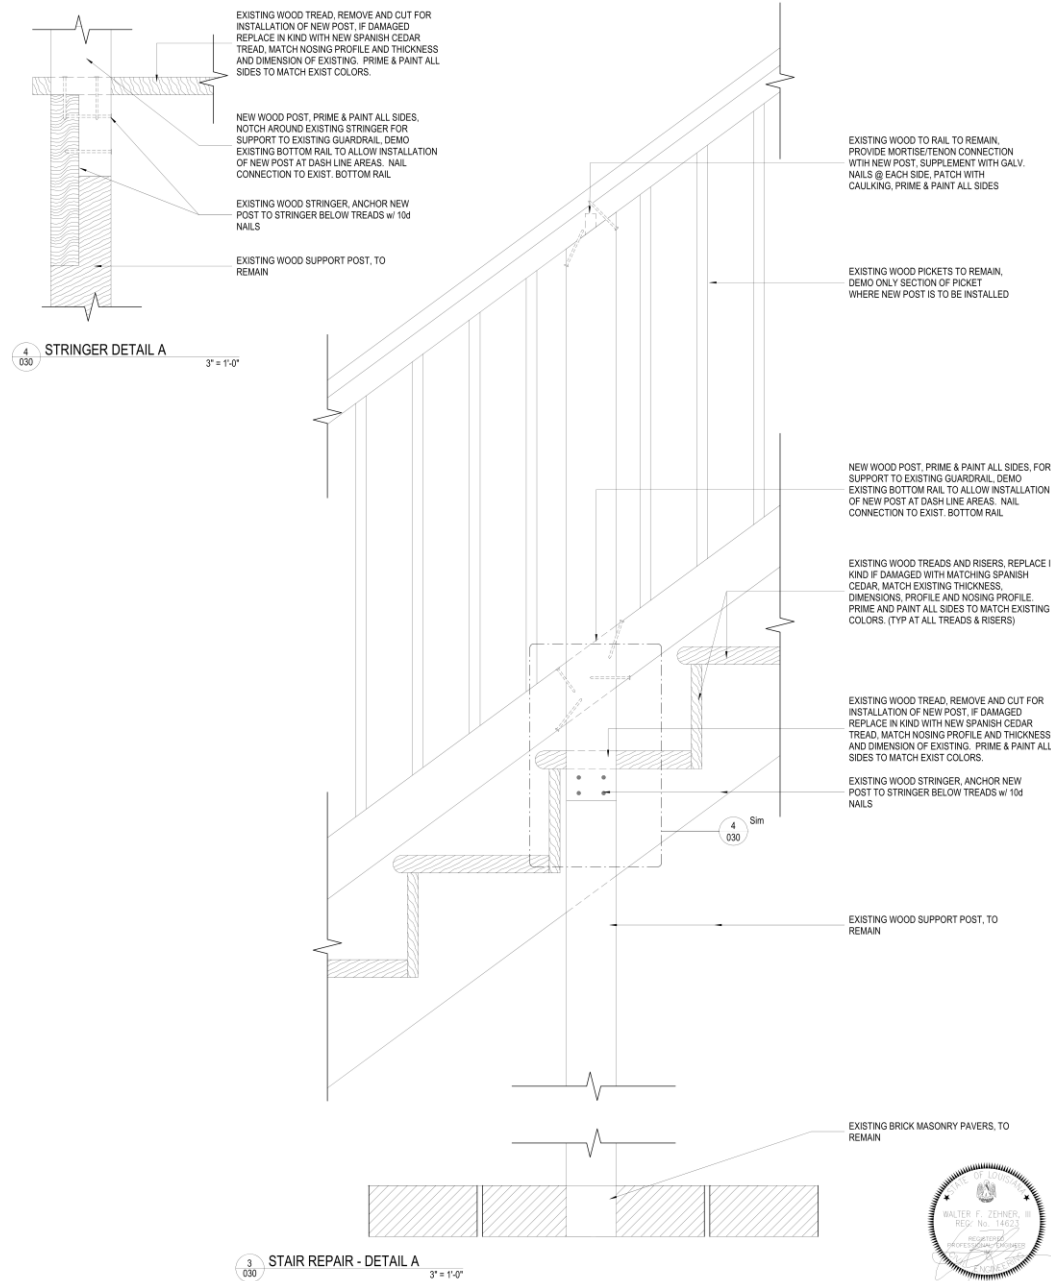 EXISTING WOOD TREAD, REMOVE AND CUT FOR
INSTALLATION OF NEW POST, IF DAMAGED
REPLACE IN KIND WITH NEW SPANISH CEDAR
TREAD, MATCH NOSING PROFILE AND THICKNESS
AND DIMENSION OF EXISTING. PRIME & PAINT ALL
SIDES TO MATCH EXIST COLORS.
NEW WOOD POST, PRIME & PAINT ALL SIDES,
NOTCH AROUND EXISTING STRINGER FOR
SUPPORT TO EXISTING GUARDRAIL, DEMO
EXISTING BOTTOM RAIL TO ALLOW INSTALLATION
OF NEW POST AT DASH LINE AREAS. NAIL
CONNECTION TO EXIST. BOTTOM RAIL
EXISTING WOOD STRINGER, ANCHOR NEW
POST TO STRINGER BELOW TREADS w/ 10d
NAILS
EXISTING WOOD SUPPORT POST, TO
REMAIN
4
030
STRINGER DETAIL A
3" = 1'-0"
EXISTING WOOD TO RAIL TO REMAIN,
PROVIDE MORTISE/TENON CONNECTION
WTIH NEW POST, SUPPLEMENT WITH GALV.
NAILS @ EACH SIDE, PATCH WITH
CAULKING, PRIME & PAINT ALL SIDES
EXISTING WOOD PICKETS TO REMAIN,
DEMO ONLY SECTION OF PICKET
WHERE NEW POST IS TO BE INSTALLED
NEW WOOD POST, PRIME & PAINT ALL SIDES, FOR
SUPPORT TO EXISTING GUARDRAIL, DEMO
EXISTING BOTTOM RAIL TO ALLOW INSTALLATION
OF NEW POST AT DASH LINE AREAS. NAIL
CONNECTION TO EXIST. BOTTOM RAIL
EXISTING WOOD TREADS AND RISERS, REPLACE I
KIND IF DAMAGED WITH MATCHING SPANISH
CEDAR, MATCH EXISTING THICKNESS,
DIMENSIONS, PROFILE AND NOSING PROFILE.
PRIME AND PAINT ALL SIDES TO MATCH EXISTING
COLORS. (TYP AT ALL TREADS & RISERS)
EXISTING WOOD TREAD, REMOVE AND CUT FOR
INSTALLATION OF NEW POST, IF DAMAGED
REPLACE IN KIND WITH NEW SPANISH CEDAR
TREAD, MATCH NOSING PROFILE AND THICKNESS
AND DIMENSION OF EXISTING. PRIME & PAINT ALL
SIDES TO MATCH EXIST COLORS.
EXISTING WOOD STRINGER, ANCHOR NEW
POST TO STRINGER BELOW TREADS w/ 10d
NAILS
4
030
Sim
EXISTING WOOD SUPPORT POST, TO
REMAIN
EXISTING BRICK MASONRY PAVERS, TO
REMAIN
STATE OF LOUISIANA
WALTER F. ZEHNER, III
REG. No. 14623
REGISTERED
PROFESSIONAL ENGINEER
IN
ENGINEERING
3
030
STAIR REPAIR - DETAIL A
3" = 1'-0"